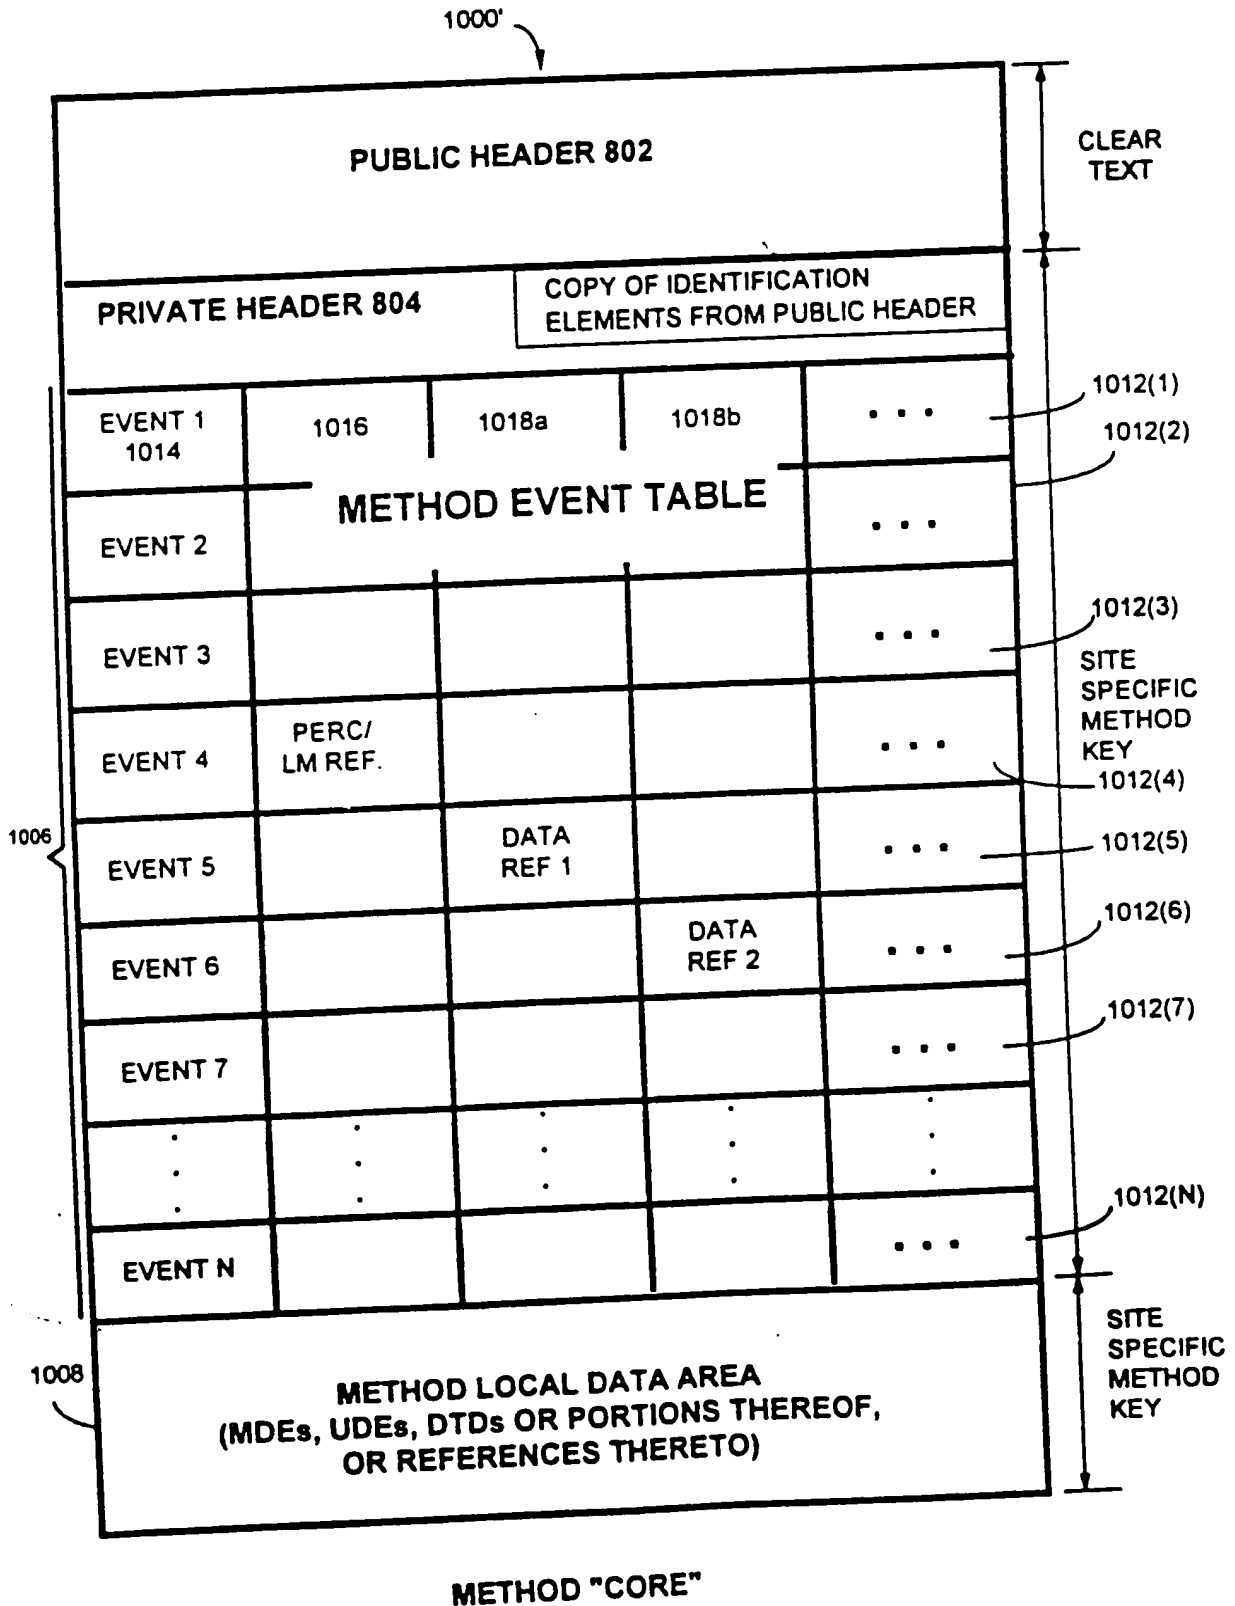 1000'
PUBLIC HEADER 802
CLEAR
TEXT
PRIVATE HEADER 804
COPY OF IDENTIFICATION
ELEMENTS FROM PUBLIC HEADER
EVENT 1
1014
1016
1018a
1018b
• • •
1012(1)
1012(2)
METHOD EVENT TABLE
EVENT 2
• • •
EVENT 3
• • •
1012(3)
SITE
SPECIFIC
METHOD
KEY
EVENT 4
PERC/
LM REF.
• • •
1012(4)
1006
EVENT 5
DATA
REF 1
• • •
1012(5)
EVENT 6
DATA
REF 2
• • •
1012(6)
EVENT 7
• • •
1012(7)
EVENT N
• • •
1012(N)
1008
METHOD LOCAL DATA AREA
(MDEs, UDEs, DTDs OR PORTIONS THEREOF,
OR REFERENCES THERETO)
SITE
SPECIFIC
METHOD
KEY
METHOD "CORE"